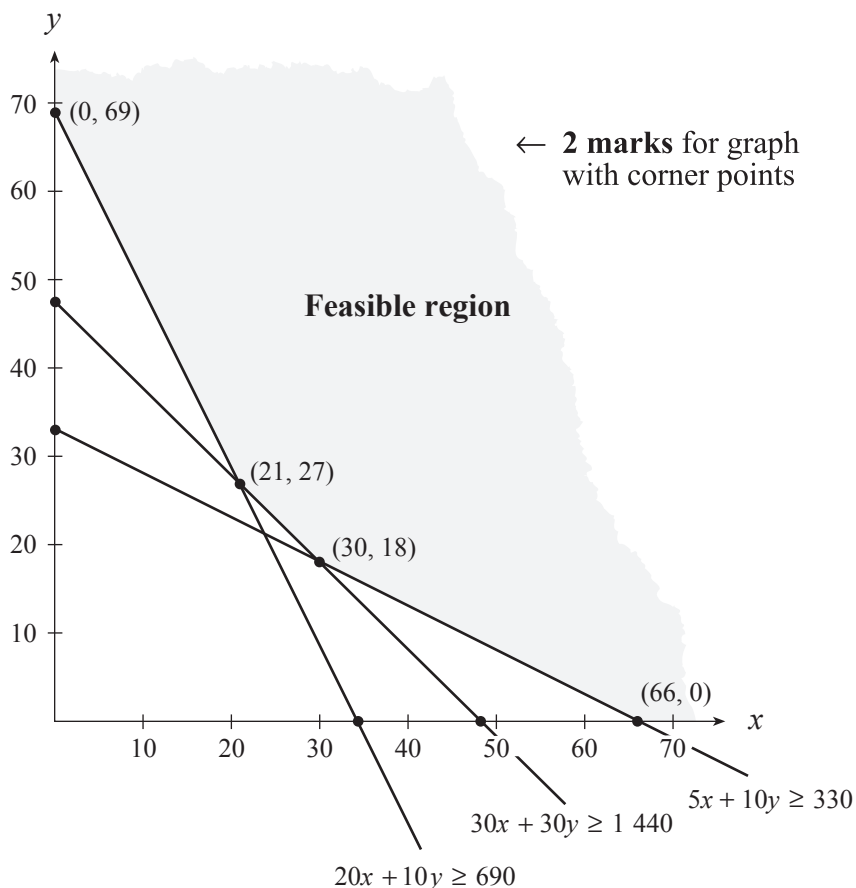 y
70
(0, 69)
← 2 marks for graph
with corner points
60
50
Feasible region
40
30
(21, 27)
20
(30, 18)
10
(66, 0)
x
10 20 30 40 50 60 70
5x + 10y ≥ 330
30x + 30y ≥ 1 440
20x + 10y ≥ 690